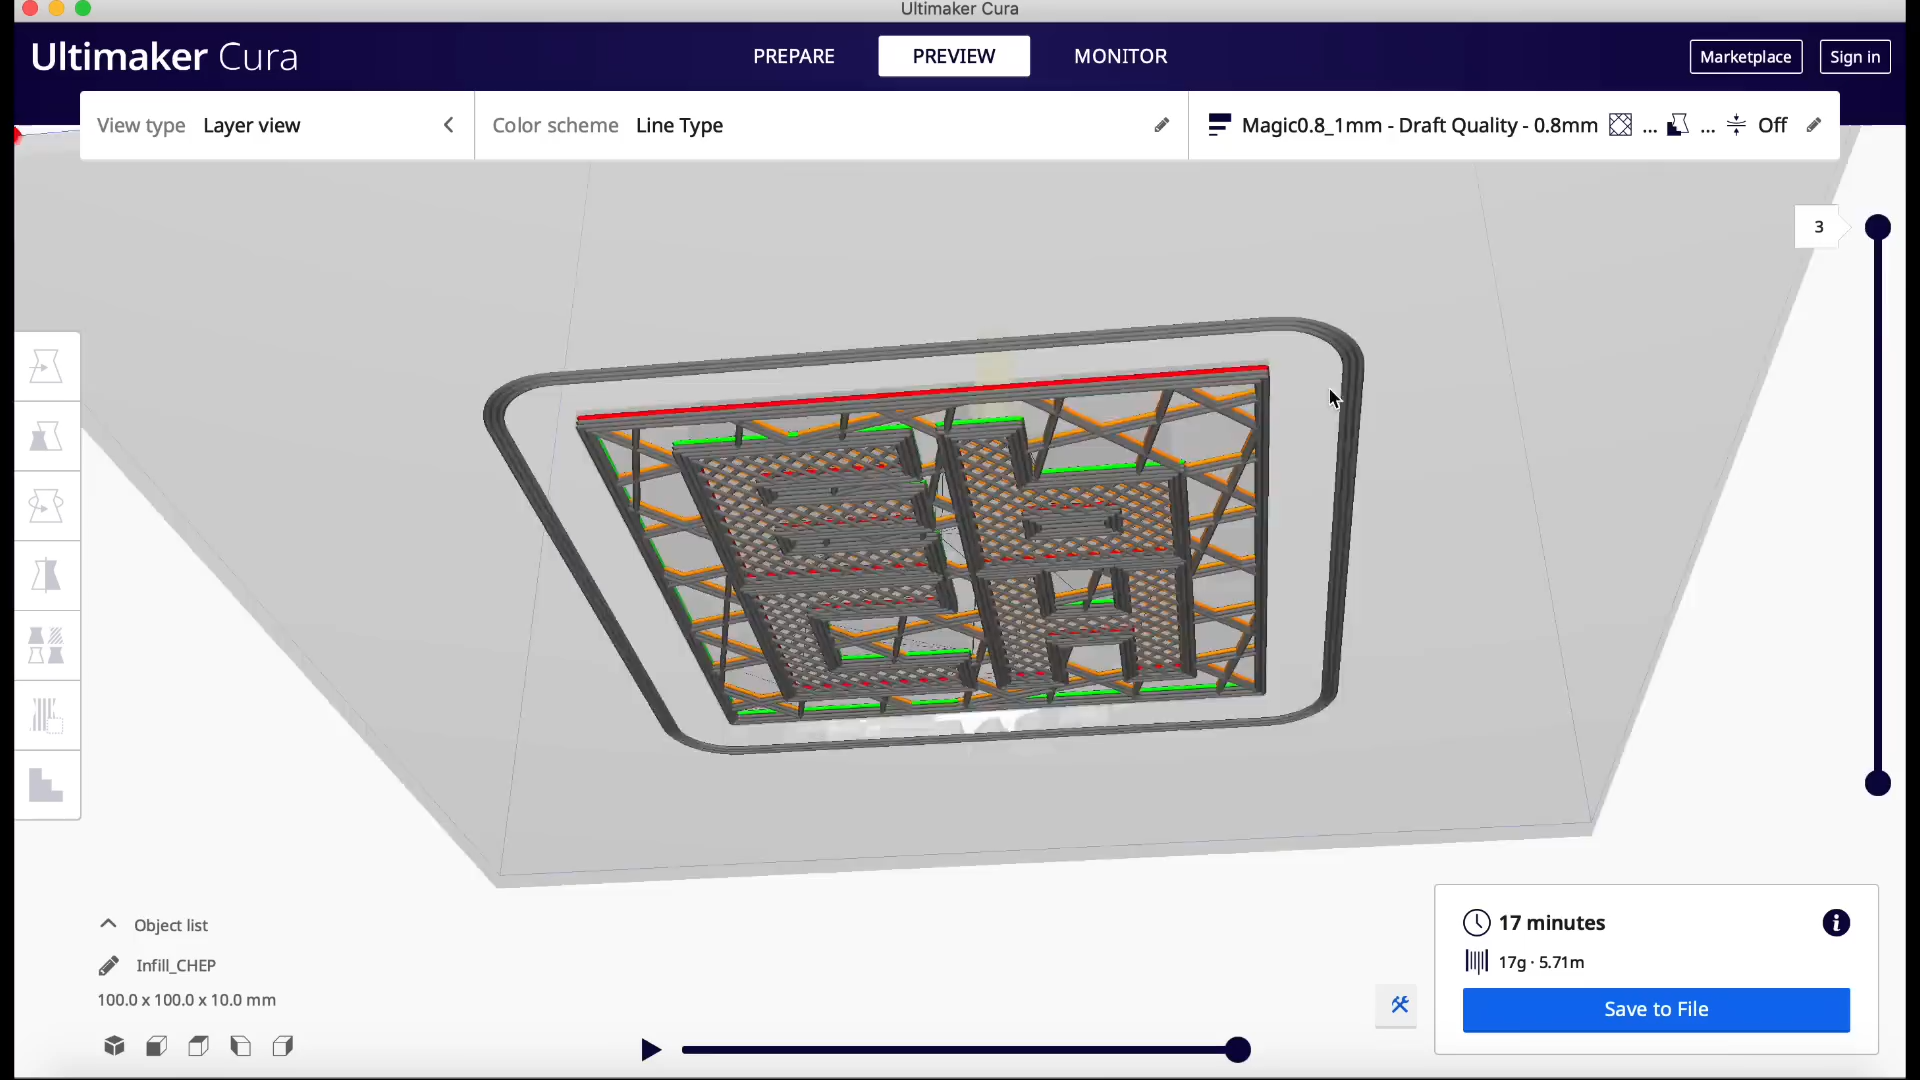 Ultimaker Cura
Ultimaker Cura
PREPARE
PREVIEW
MONITOR
Marketplace
Sign in
View type Layer view
Color scheme Line Type
Magic0.8_1mm - Draft Quality - 0.8mm ... ... Off
3
Object list
Infill_CHEP
100.0 x 100.0 x 10.0 mm
17 minutes
17g · 5.71m
Save to File